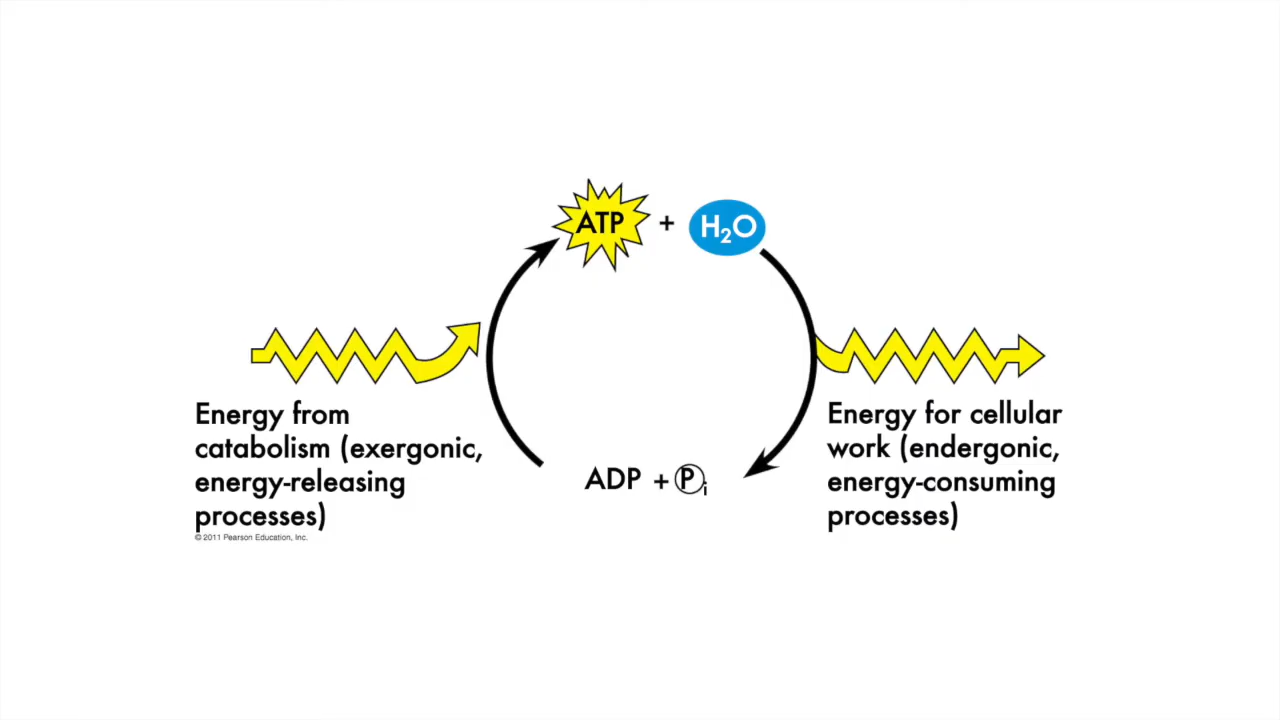 ATP + H₂O
Energy from
catabolism (exergonic,
energy-releasing
processes)
Energy for cellular
work (endergonic,
energy-consuming
processes)
ADP + Pi
© 2011 Pearson Education, Inc.